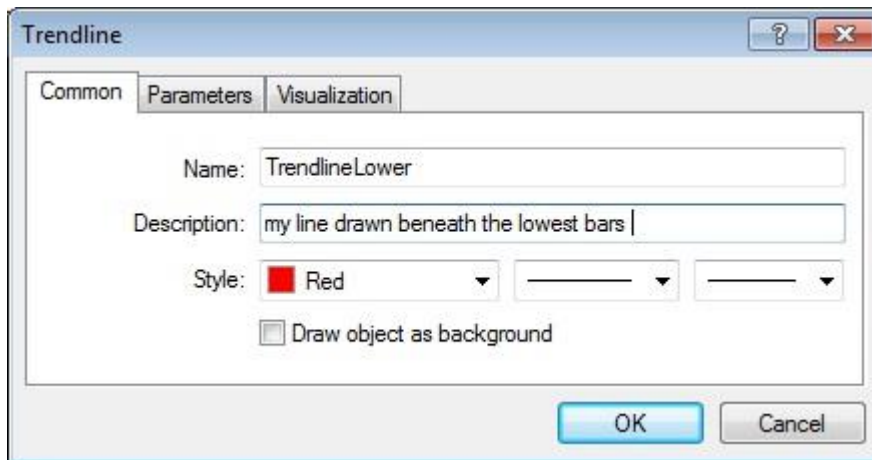 Trendline
Common Parameters Visualization
Name: TrendlineLower
Description: my line drawn beneath the lowest bars
Style: Red
Draw object as background
OK Cancel